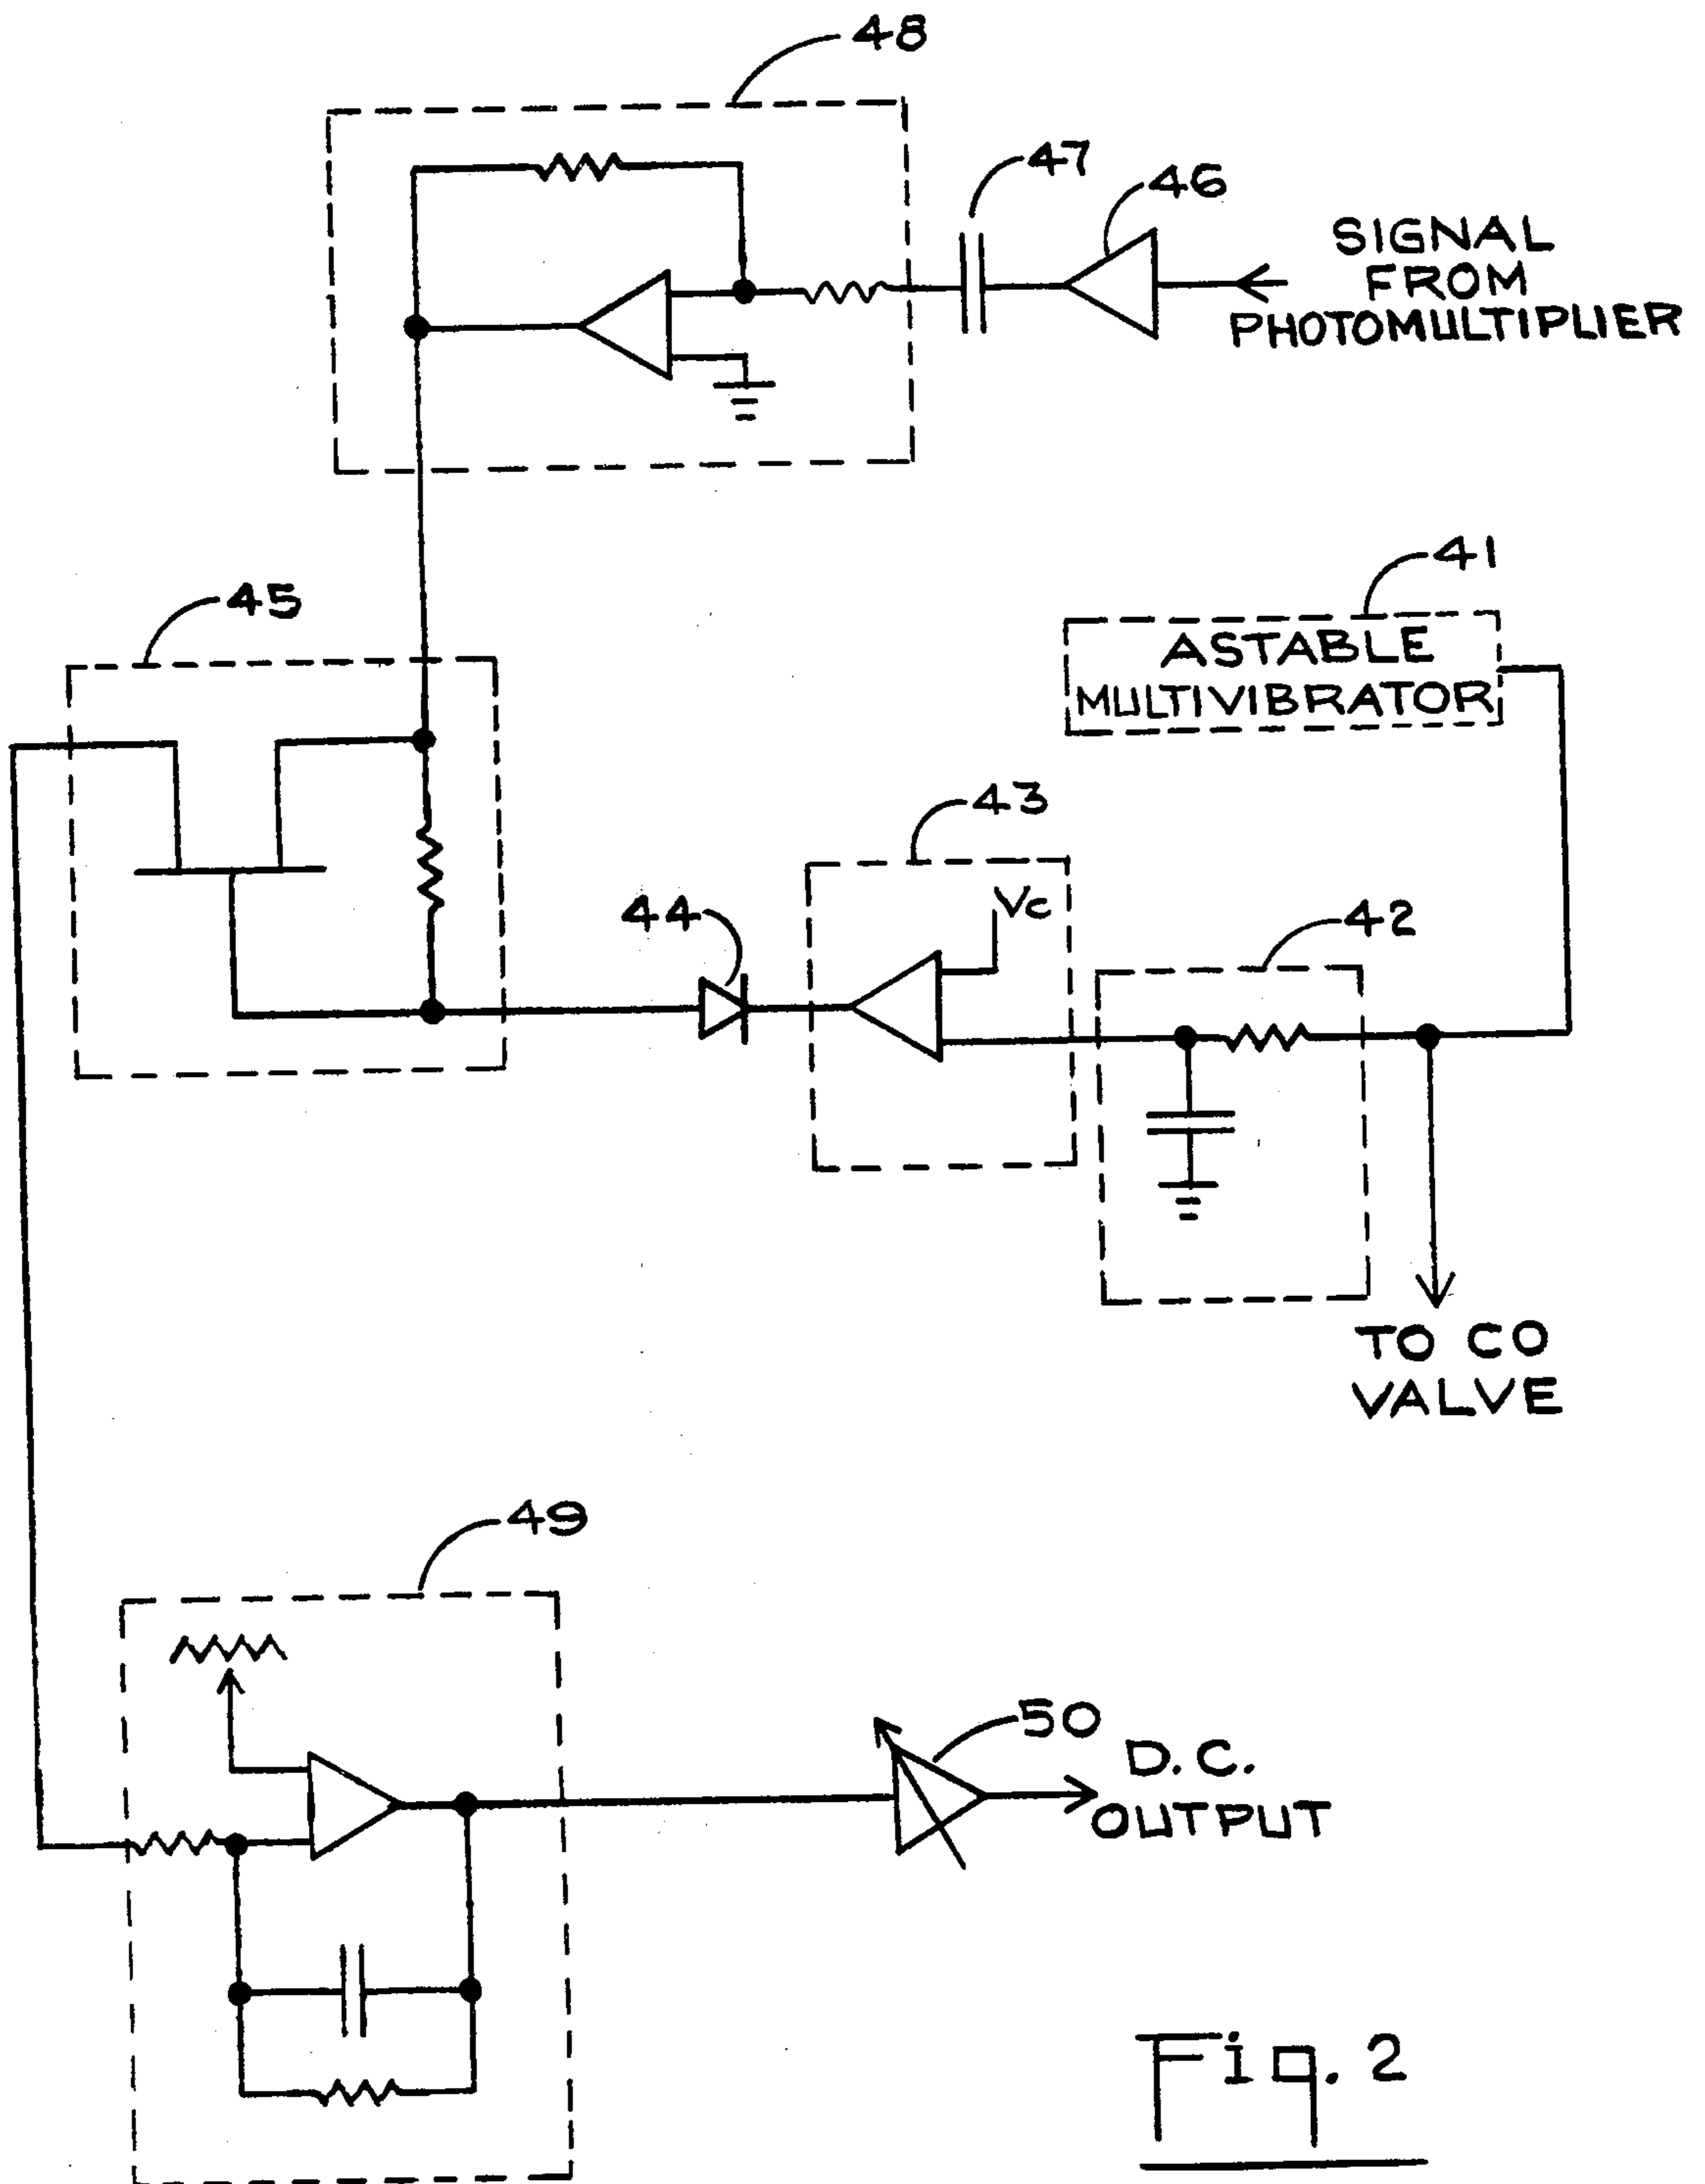 48
47
46
SIGNAL
FROM
PHOTOMULTIPLIER
41
45
ASTABLE
MULTIVIBRATOR
43
Vc
44
42
TO CO
VALVE
49
50
D.C.
OUTPUT
Fig. 2